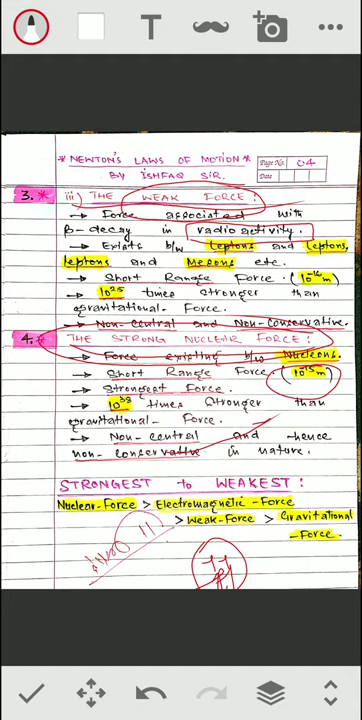 * NEWTON'S LAWS OF MOTION *
BY ISHFAQ SIR.
Page No. 04
Date
3.* iii) THE WEAK FORCE:
→ Force associated with
β-decay in radioactivity.
→ Exists b/w Leptons and leptons,
leptons and Mesons etc.
→ Short Range Force. (10⁻¹⁶m)
→ 10²⁵ times stronger than
gravitational-Force.
→ Non-Central and Non-Conservative.
4.* THE STRONG NUCLEAR FORCE:
→ Force existing b/w Nucleons.
→ Short Range Force. (10⁻¹⁵m)
→ Strongest Force.
→ 10³⁸ times Stronger than
gravitational-Force.
→ Non-central and hence
non-conservative in nature.
STRONGEST to WEAKEST:
Nuclear-Force > Electromagnetic-Force
> Weak-Force > Gravitational
-Force.